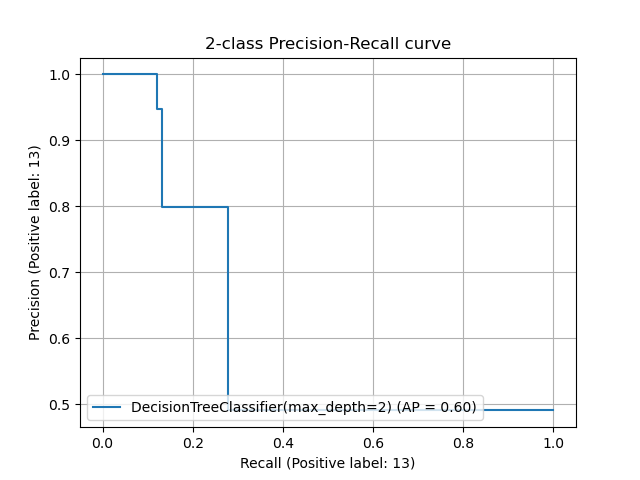 2-class Precision-Recall curve
Precision (Positive label: 13)
1.0
0.9
0.8
0.7
0.6
0.5
DecisionTreeClassifier(max_depth=2) (AP = 0.60)
0.0 0.2 0.4 0.6 0.8 1.0
Recall (Positive label: 13)